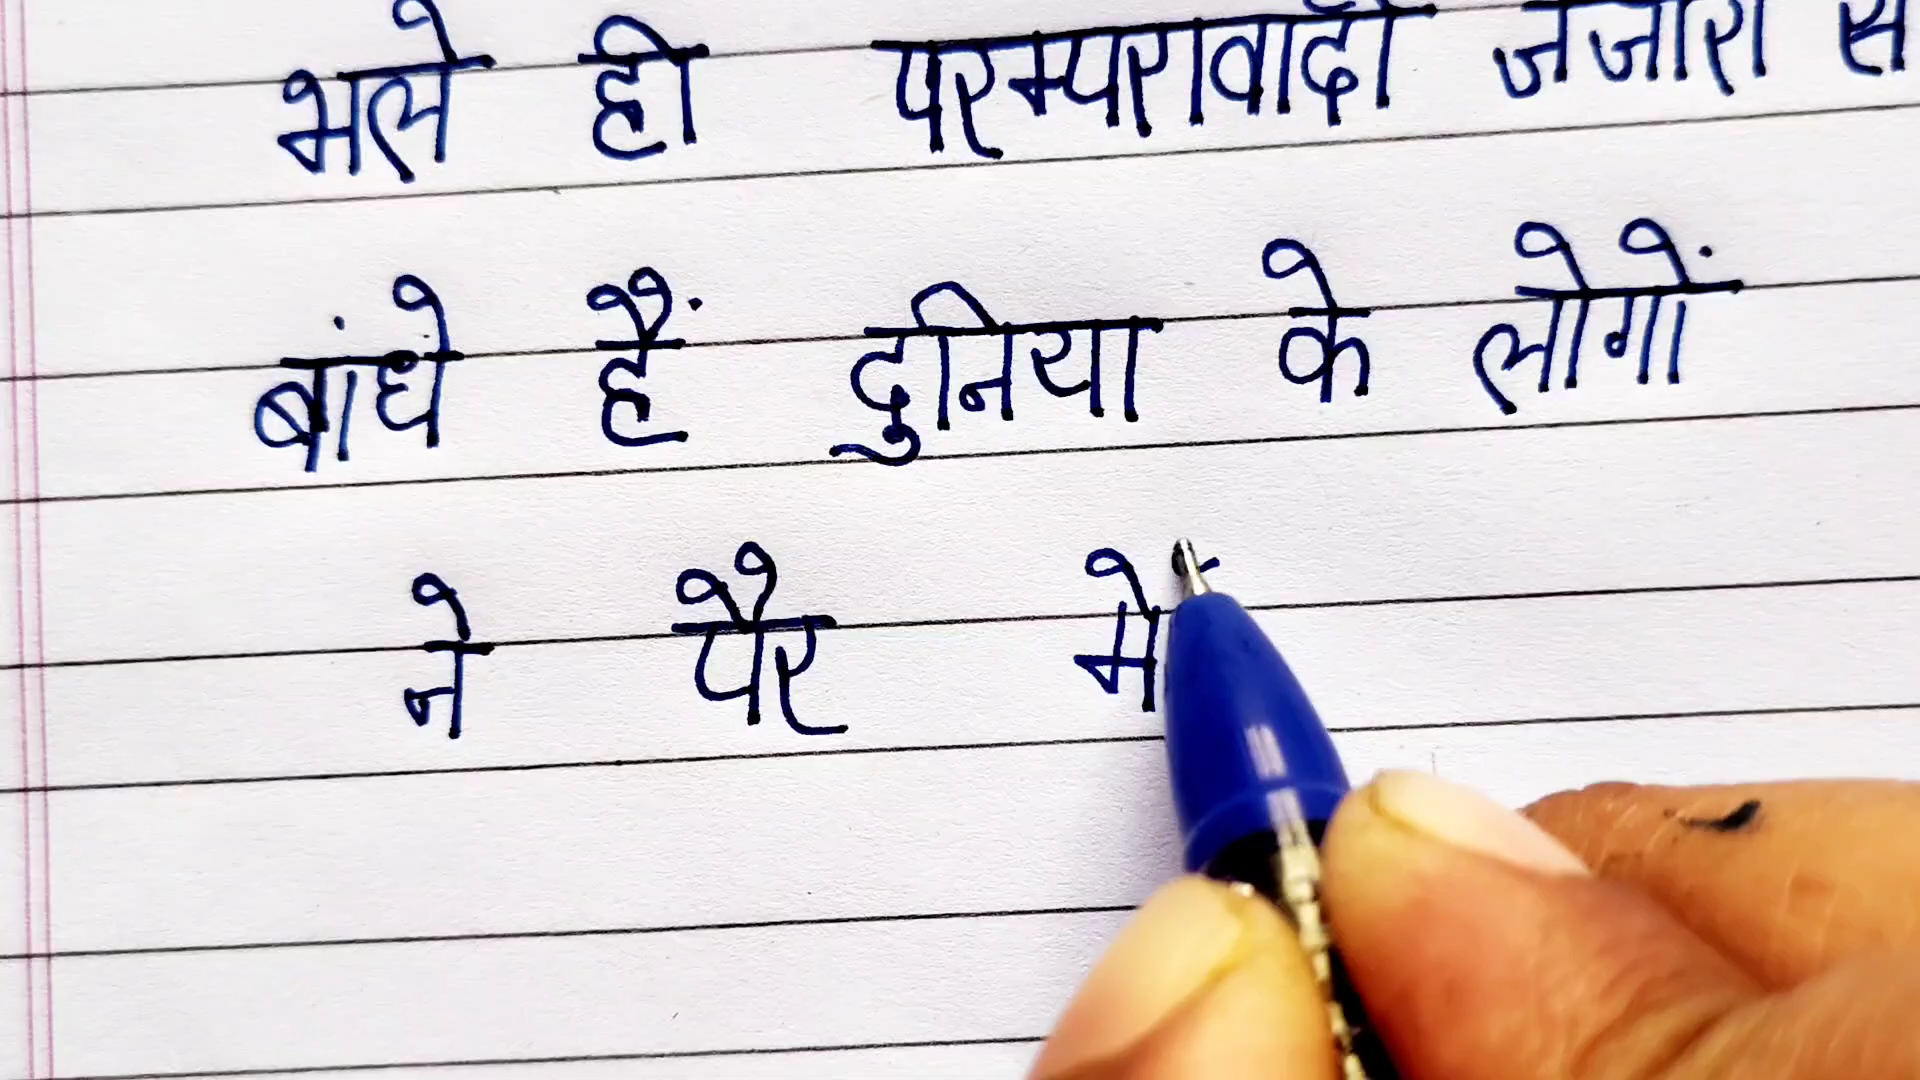 भले ही परम्परावादी जंजीरों से
बांधे हैं दुनिया के लोगों
ने पैर में